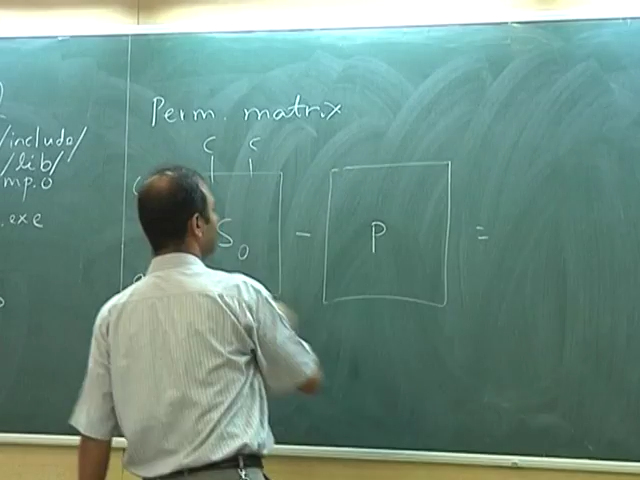 /include/
/lib/
mp.o
.exe
Perm. matrix
c c
S0 - P =